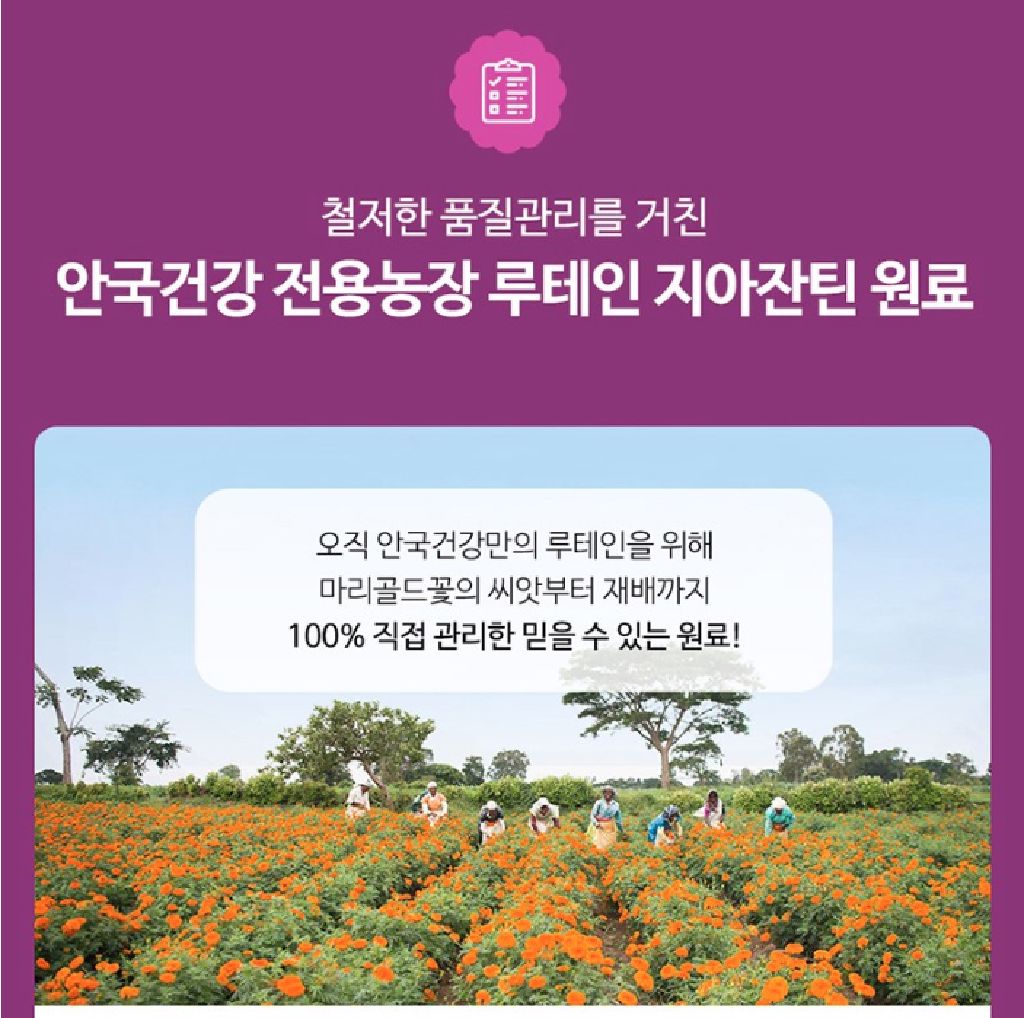 철저한 품질관리를 거친
안국건강 전용농장 루테인 지아잔틴 원료
오직 안국건강만의 루테인을 위해
마리골드꽃의 씨앗부터 재배까지
100% 직접 관리한 믿을 수 있는 원료!